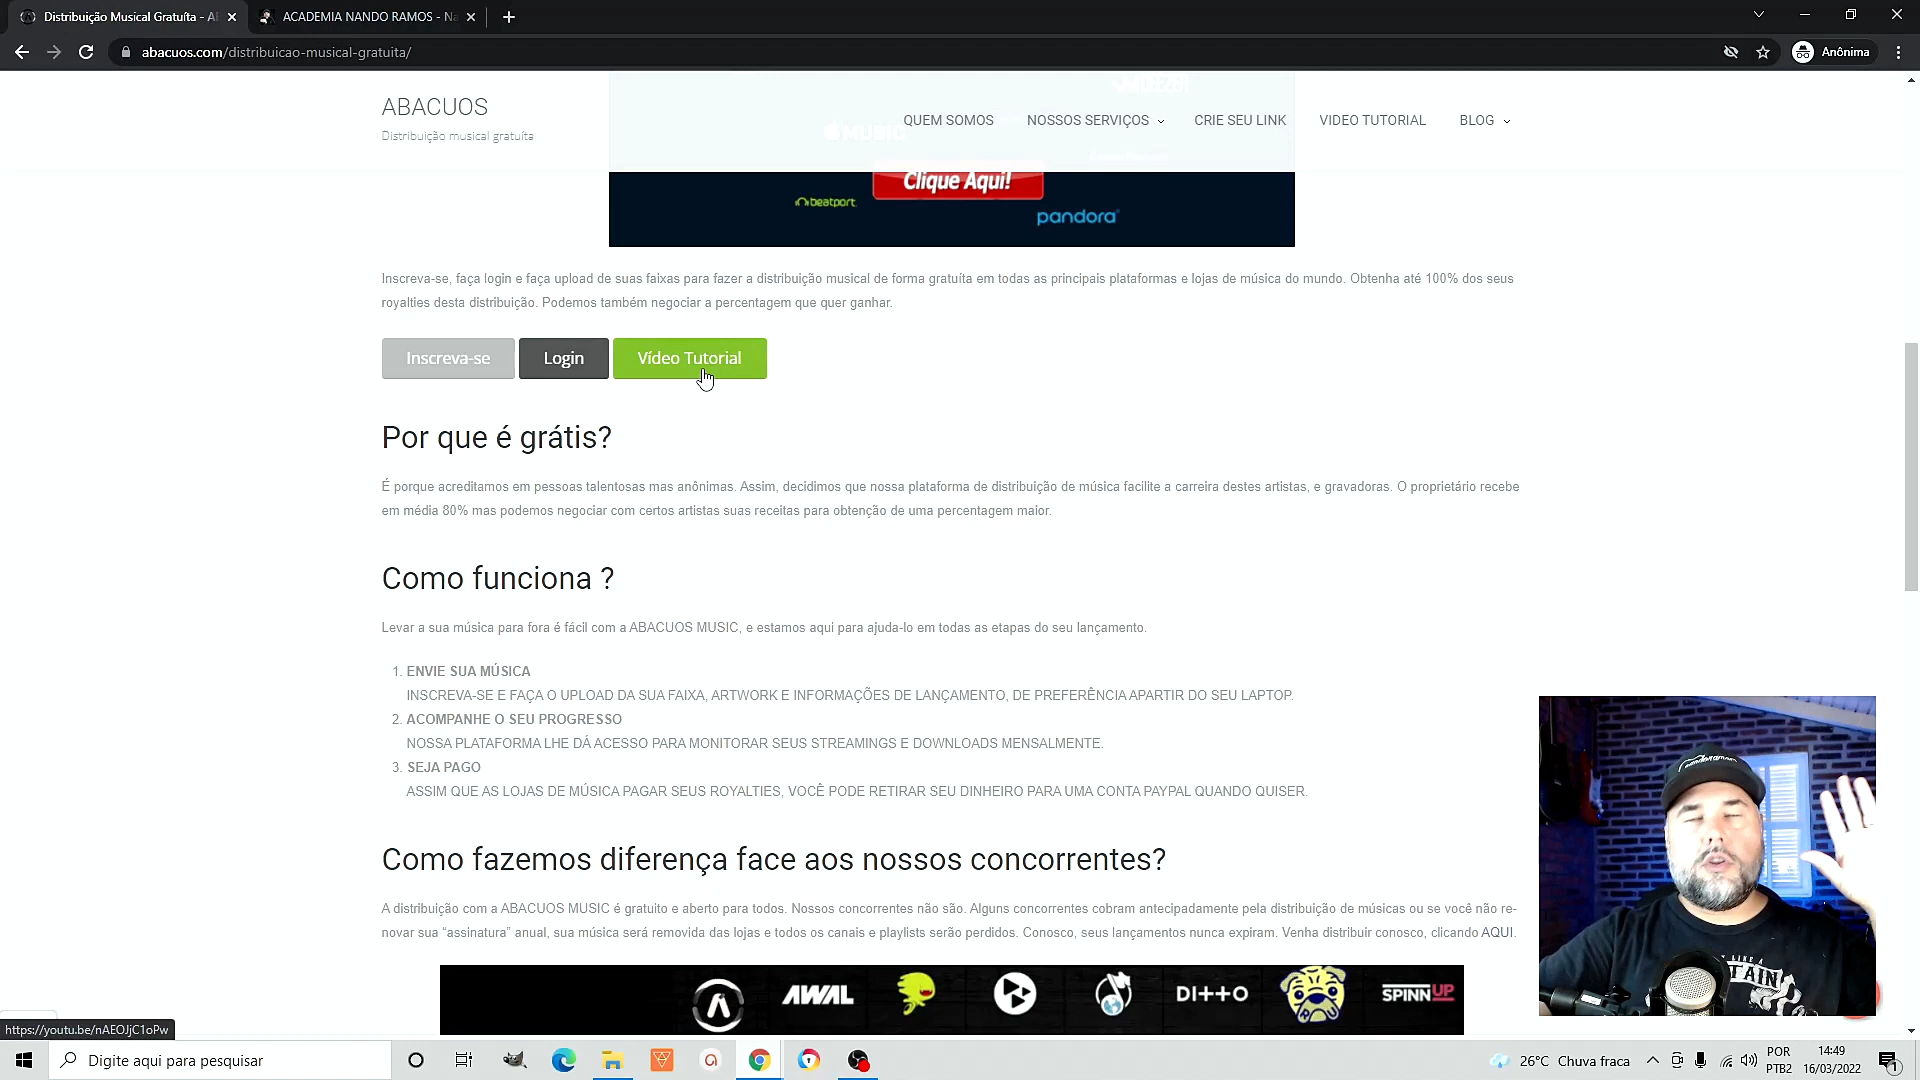 Distribuição Musical Gratuíta - A
ACADEMIA NANDO RAMOS - Na
abacuos.com/distribuicao-musical-gratuita/
Anônima
ABACUOS
Distribuição musical gratuíta
QUEM SOMOS
NOSSOS SERVIÇOS
CRIE SEU LINK
VIDEO TUTORIAL
BLOG
MUSIC
Clique Aqui!
beatport
pandora
Inscreva-se, faça login e faça upload de suas faixas para fazer a distribuição musical de forma gratuíta em todas as principais plataformas e lojas de música do mundo. Obtenha até 100% dos seus
royalties desta distribuição. Podemos também negociar a percentagem que quer ganhar.
Inscreva-se
Login
Vídeo Tutorial
Por que é grátis?
É porque acreditamos em pessoas talentosas mas anônimas. Assim, decidimos que nossa plataforma de distribuição de música facilite a carreira destes artistas, e gravadoras. O proprietário recebe
em média 80% mas podemos negociar com certos artistas suas receitas para obtenção de uma percentagem maior.
Como funciona ?
Levar a sua música para fora é fácil com a ABACUOS MUSIC, e estamos aqui para ajuda-lo em todas as etapas do seu lançamento.
1. ENVIE SUA MÚSICA
INSCREVA-SE E FAÇA O UPLOAD DA SUA FAIXA, ARTWORK E INFORMAÇÕES DE LANÇAMENTO, DE PREFERÊNCIA APARTIR DO SEU LAPTOP.
2. ACOMPANHE O SEU PROGRESSO
NOSSA PLATAFORMA LHE DÁ ACESSO PARA MONITORAR SEUS STREAMINGS E DOWNLOADS MENSALMENTE.
3. SEJA PAGO
ASSIM QUE AS LOJAS DE MÚSICA PAGAR SEUS ROYALTIES, VOCÊ PODE RETIRAR SEU DINHEIRO PARA UMA CONTA PAYPAL QUANDO QUISER.
Como fazemos diferença face aos nossos concorrentes?
A distribuição com a ABACUOS MUSIC é gratuito e aberto para todos. Nossos concorrentes não são. Alguns concorrentes cobram antecipadamente pela distribuição de músicas ou se você não re-
novar sua “assinatura” anual, sua música será removida das lojas e todos os canais e playlists serão perdidos. Conosco, seus lançamentos nunca expiram. Venha distribuir conosco, clicando AQUI.
AWAL
DITTO
SPINNUP
https://youtu.be/nAEOJjC1oPw
Digite aqui para pesquisar
26°C Chuva fraca
POR
PTB2
14:49
16/03/2022
1